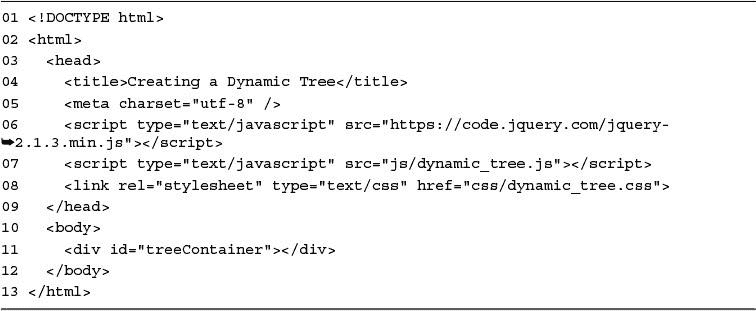 01 <!DOCTYPE html>
02 <html>
03   <head>
04     <title>Creating a Dynamic Tree</title>
05     <meta charset="utf-8" />
06     <script type="text/javascript" src="https://code.jquery.com/jquery-
➥2.1.3.min.js"></script>
07     <script type="text/javascript" src="js/dynamic_tree.js"></script>
08     <link rel="stylesheet" type="text/css" href="css/dynamic_tree.css">
09   </head>
10   <body>
11     <div id="treeContainer"></div>
12   </body>
13 </html>